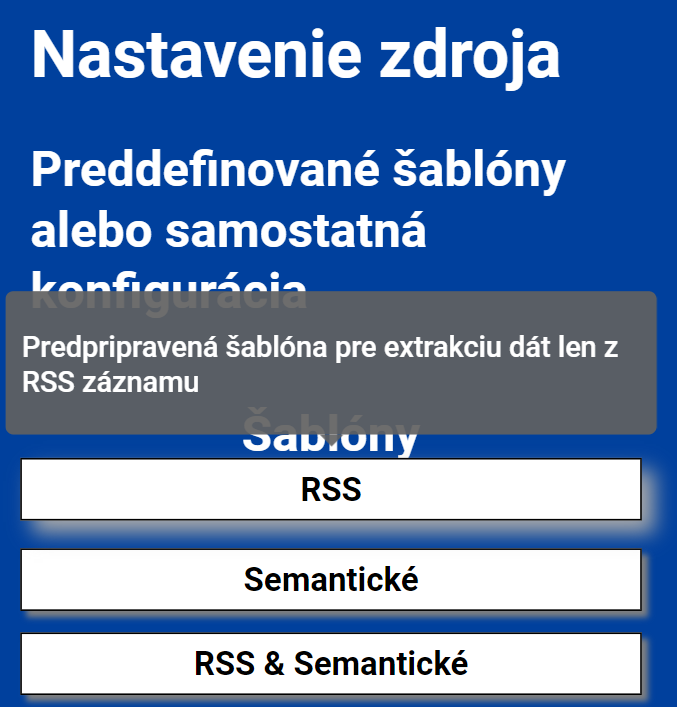 Nastavenie zdroja
Preddefinované šablóny
alebo samostatná
konfigurácia
Predpripravená šablóna pre extrakciu dát len z
RSS záznamu
Šablóny
RSS
Semantické
RSS & Semantické